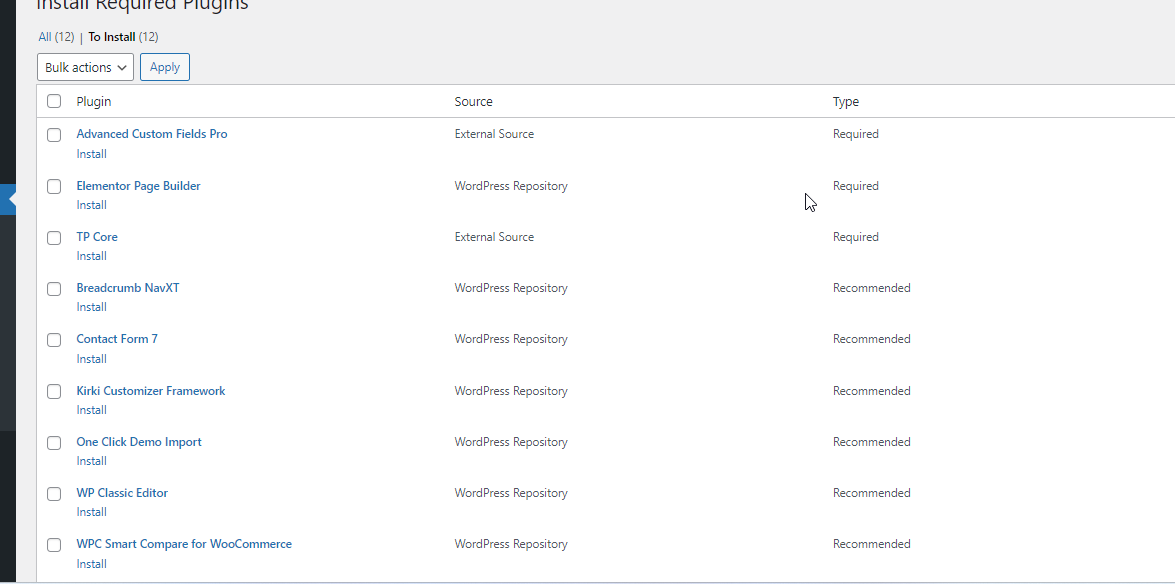 Install Required Plugins
All (12) | To Install (12)
Bulk actions Apply
Plugin Source Type
Advanced Custom Fields Pro External Source Required
Install
Elementor Page Builder WordPress Repository Required
Install
TP Core External Source Required
Install
Breadcrumb NavXT WordPress Repository Recommended
Install
Contact Form 7 WordPress Repository Recommended
Install
Kirki Customizer Framework WordPress Repository Recommended
Install
One Click Demo Import WordPress Repository Recommended
Install
WP Classic Editor WordPress Repository Recommended
Install
WPC Smart Compare for WooCommerce WordPress Repository Recommended
Install